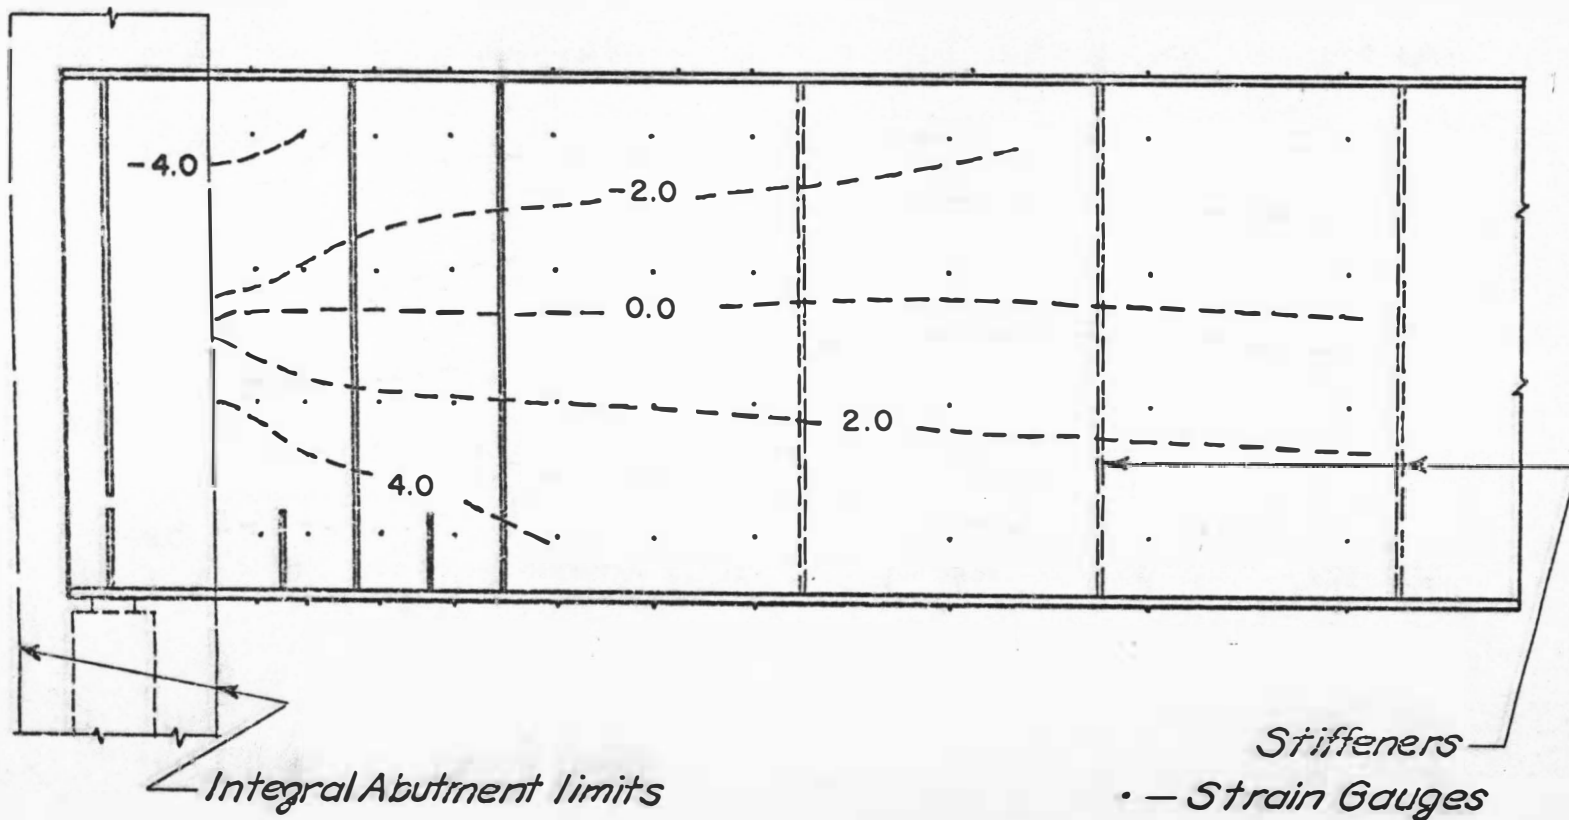 -4.0
-2.0
0.0
2.0
4.0
Stiffeners
Integral Abutment limits
• — Strain Gauges